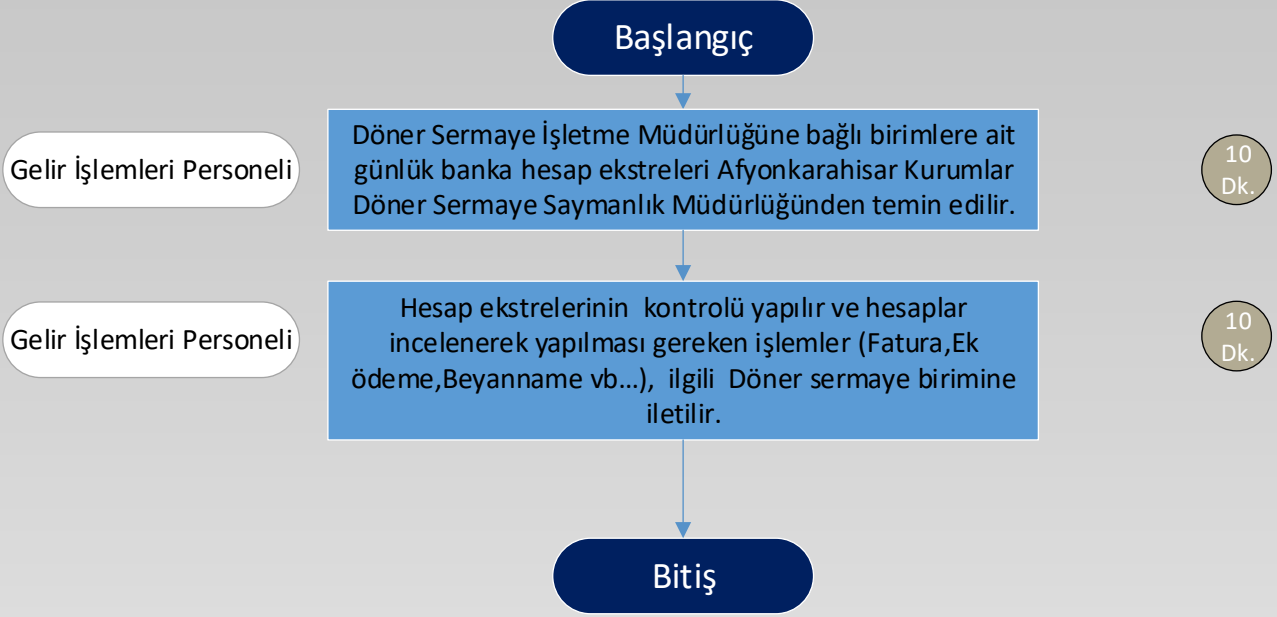 Başlangıç
Gelir İşlemleri Personeli
Döner Sermaye İşletme Müdürlüğüne bağlı birimlere ait
günlük banka hesap ekstreleri Afyonkarahisar Kurumlar
Döner Sermaye Saymanlık Müdürlüğünden temin edilir.
10
Dk.
Gelir İşlemleri Personeli
Hesap ekstrelerinin  kontrolü yapılır ve hesaplar
incelenerek yapılması gereken işlemler (Fatura,Ek
ödeme,Beyanname vb...),  ilgili  Döner sermaye birimine
iletilir.
10
Dk.
Bitiş